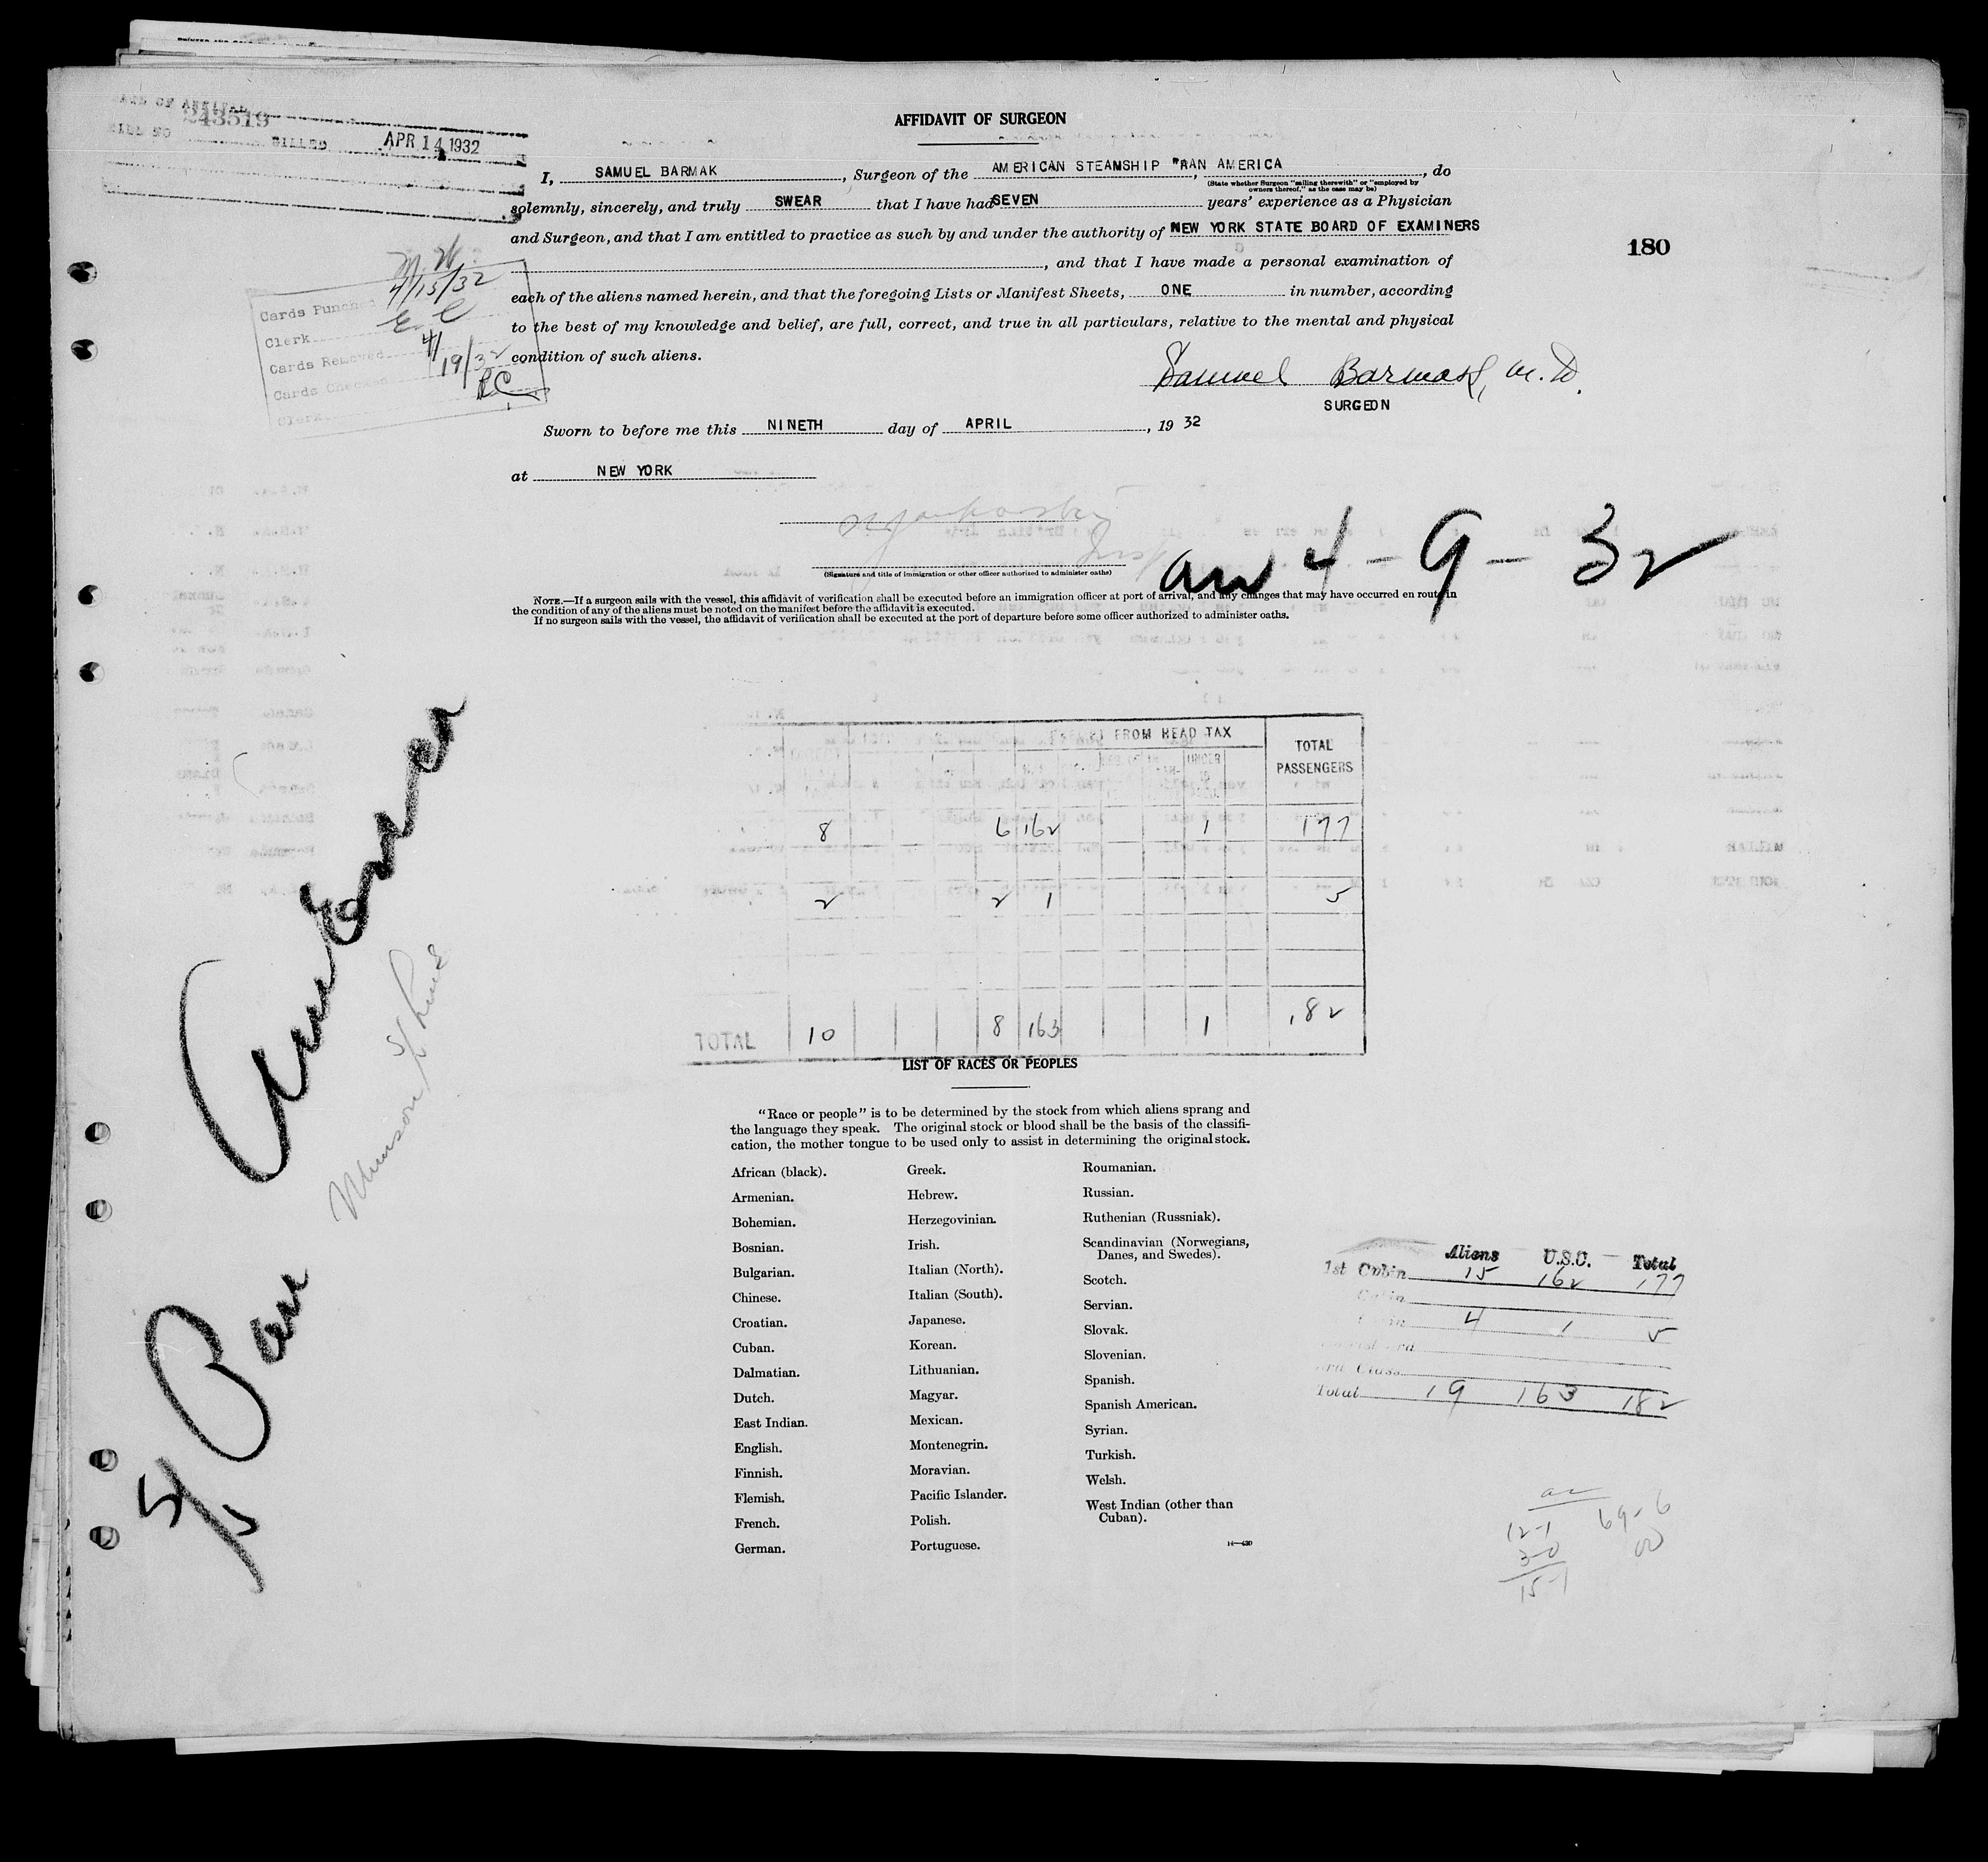 243519
BILLED APR 14 1932
AFFIDAVIT OF SURGEON
I, SAMUEL BARMAK, Surgeon of the AMERICAN STEAMSHIP "PAN AMERICA, do
(State whether Surgeon "sailing therewith" or "employed by
owners thereof," as the case may be)
solemnly, sincerely, and truly SWEAR that I have had SEVEN years' experience as a Physician
and Surgeon, and that I am entitled to practice as such by and under the authority of NEW YORK STATE BOARD OF EXAMINERS
180
, and that I have made a personal examination of
each of the aliens named herein, and that the foregoing Lists or Manifest Sheets, ONE in number, according
to the best of my knowledge and belief, are full, correct, and true in all particulars, relative to the mental and physical
condition of such aliens.
Cards Punched 4/15/32
Clerk
Cards Removed 4/19/32
Cards Checked
Clerk
Samuel Barmak, M.D.
SURGEON
Sworn to before me this NINETH day of APRIL, 1932
at NEW YORK
(Signature and title of immigration or other officer authorized to administer oaths)
4-9-32
NOTE.—If a surgeon sails with the vessel, this affidavit of verification shall be executed before an immigration officer at port of arrival, and any changes that may have occurred en route in
the condition of any of the aliens must be noted on the manifest before the affidavit is executed.
If no surgeon sails with the vessel, the affidavit of verification shall be executed at the port of departure before some officer authorized to administer oaths.
FROM HEAD TAX
TOTAL
PASSENGERS
UNDER
8 6 162 1 177
2 2 1 5
TOTAL 10 8 163 1 182
S/S Pan America
Munson S/S Line
LIST OF RACES OR PEOPLES
"Race or people" is to be determined by the stock from which aliens sprang and
the language they speak. The original stock or blood shall be the basis of the classifi-
cation, the mother tongue to be used only to assist in determining the original stock.
African (black).
Armenian.
Bohemian.
Bosnian.
Bulgarian.
Chinese.
Croatian.
Cuban.
Dalmatian.
Dutch.
East Indian.
English.
Finnish.
Flemish.
French.
German.
Greek.
Hebrew.
Herzegovinian.
Irish.
Italian (North).
Italian (South).
Japanese.
Korean.
Lithuanian.
Magyar.
Mexican.
Montenegrin.
Moravian.
Pacific Islander.
Polish.
Portuguese.
Roumanian.
Russian.
Ruthenian (Russniak).
Scandinavian (Norwegians,
Danes, and Swedes).
Scotch.
Servian.
Slovak.
Slovenian.
Spanish.
Spanish American.
Syrian.
Turkish.
Welsh.
West Indian (other than
Cuban).
Aliens U.S.C. Total
1st Cabin 15 162 177
4 1 5
Total 19 163 182
12-1 69-6
3-0
15-1